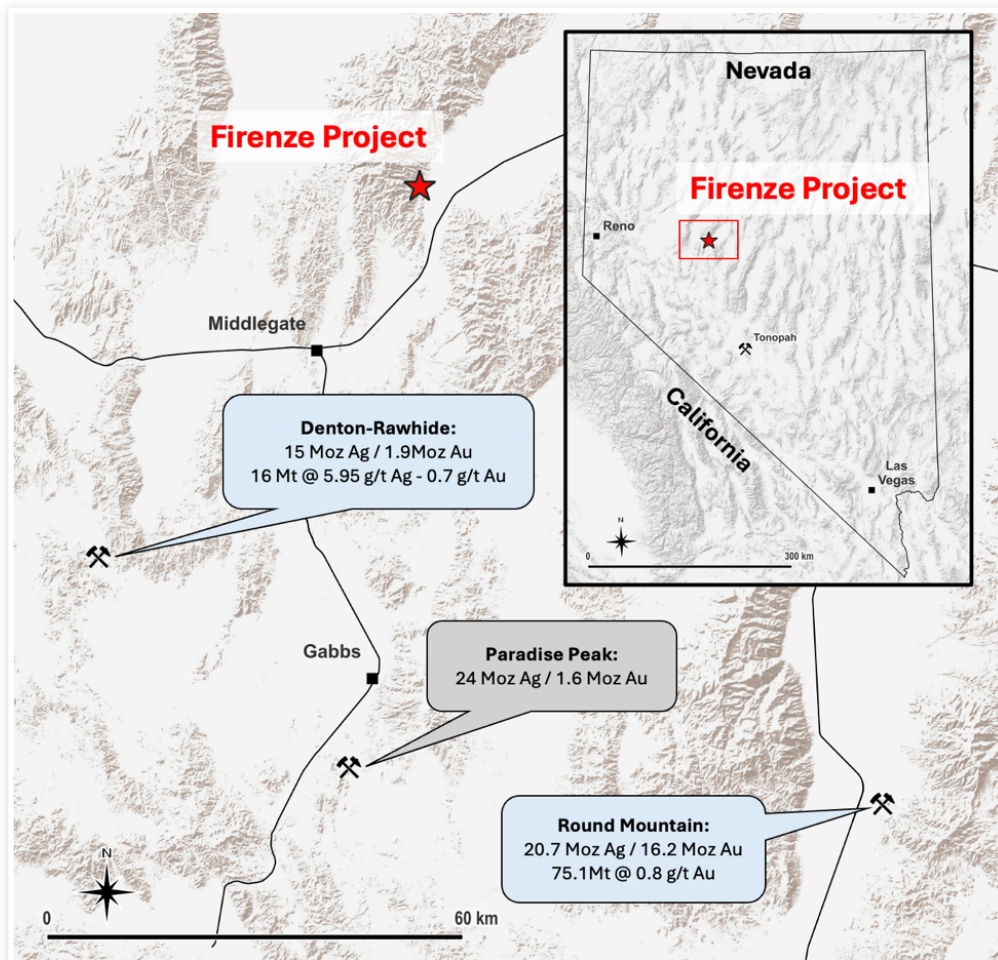 Firenze Project
Middlegate
Denton-Rawhide:
15 Moz Ag / 1.9Moz Au
16 Mt @ 5.95 g/t Ag - 0.7 g/t Au
Gabbs
Paradise Peak:
24 Moz Ag / 1.6 Moz Au
Round Mountain:
20.7 Moz Ag / 16.2 Moz Au
75.1Mt @ 0.8 g/t Au
N
0
60 km
Nevada
Firenze Project
Reno
Tonopah
California
Las
Vegas
N
0
300 km